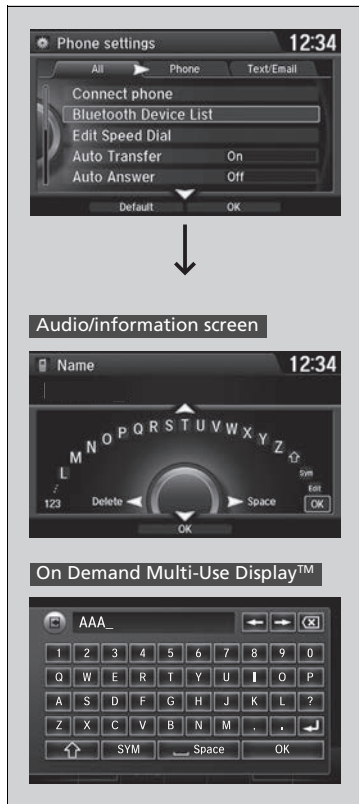 Phone settings 12:34
All Phone Text/Email
Connect phone
Bluetooth Device List
Edit Speed Dial
Auto Transfer On
Auto Answer Off
Default OK
Audio/information screen
Name 12:34
L M N O P Q R S T U V W X Y Z
Sym
Edit
123 Delete Space OK
OK
On Demand Multi-Use Display™
AAA_
1 2 3 4 5 6 7 8 9 0
Q W E R T Y U I O P
A S D F G H J K L ?
Z X C V B N M , .
SYM Space OK